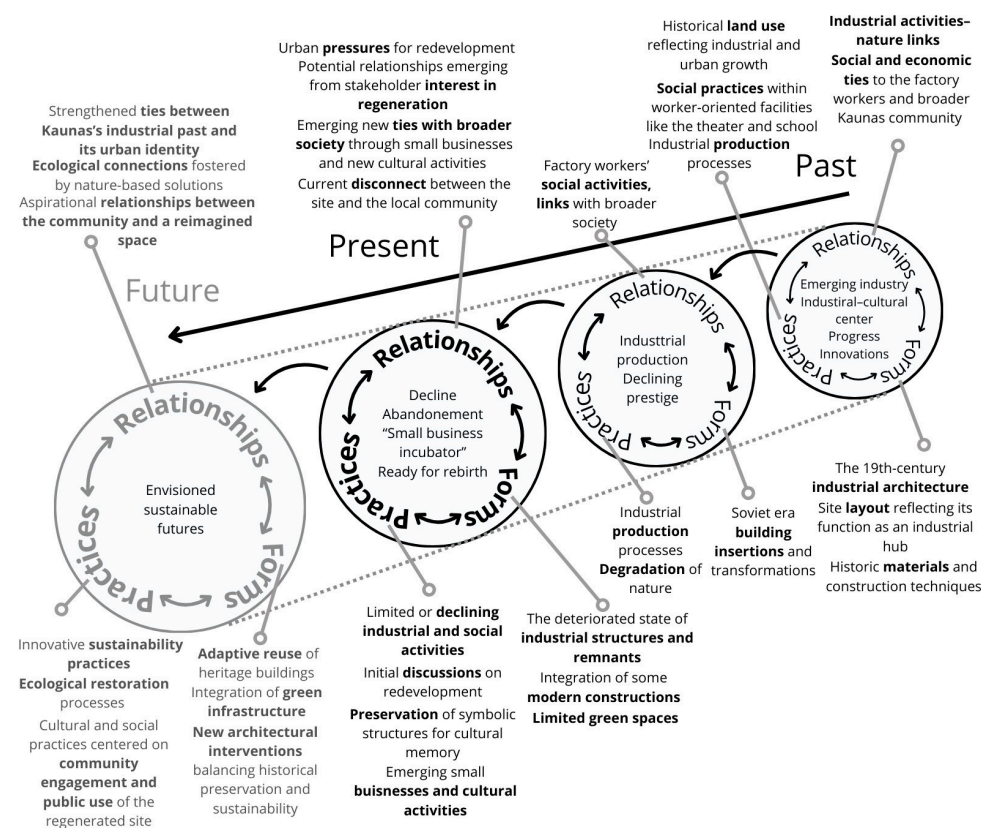 Industrial activities–
nature links
Social and economic
ties to the factory
workers and broader
Kaunas community
Historical land use
reflecting industrial and
urban growth
Social practices within
worker-oriented facilities
like the theater and school
Industrial production
processes
Past
Relationships
Emerging industry
Industiral–cultural
center
Progress
Innovations
Practices
Forms
The 19th-century
industrial architecture
Site layout reflecting its
function as an industrial
hub
Historic materials and
construction techniques
Factory workers’
social activities,
links with broader
society
Relationships
Industtrial
production
Declining
prestige
Practices
Forms
Industrial
production
processes
Degradation of
nature
Soviet era
building
insertions and
transformations
Urban pressures for redevelopment
Potential relationships emerging
from stakeholder interest in
regeneration
Emerging new ties with broader
society through small businesses
and new cultural activities
Current disconnect between the
site and the local community
Present
Relationships
Decline
Abandonement
“Small business
incubator”
Ready for rebirth
Practices
Forms
Limited or declining
industrial and social
activities
Initial discussions on
redevelopment
Preservation of symbolic
structures for cultural
memory
Emerging small
buisnesses and cultural
activities
The deteriorated state of
industrial structures and
remnants
Integration of some
modern constructions
Limited green spaces
Strengthened ties between
Kaunas’s industrial past and
its urban identity
Ecological connections fostered
by nature-based solutions
Aspirational relationships between
the community and a reimagined
space
Future
Relationships
Envisioned
sustainable
futures
Practices
Forms
Innovative sustainability
practices
Ecological restoration
processes
Cultural and social
practices centered on
community
engagement and
public use of the
regenerated site
Adaptive reuse of
heritage buildings
Integration of green
infrastructure
New architectural
interventions
balancing historical
preservation and
sustainability